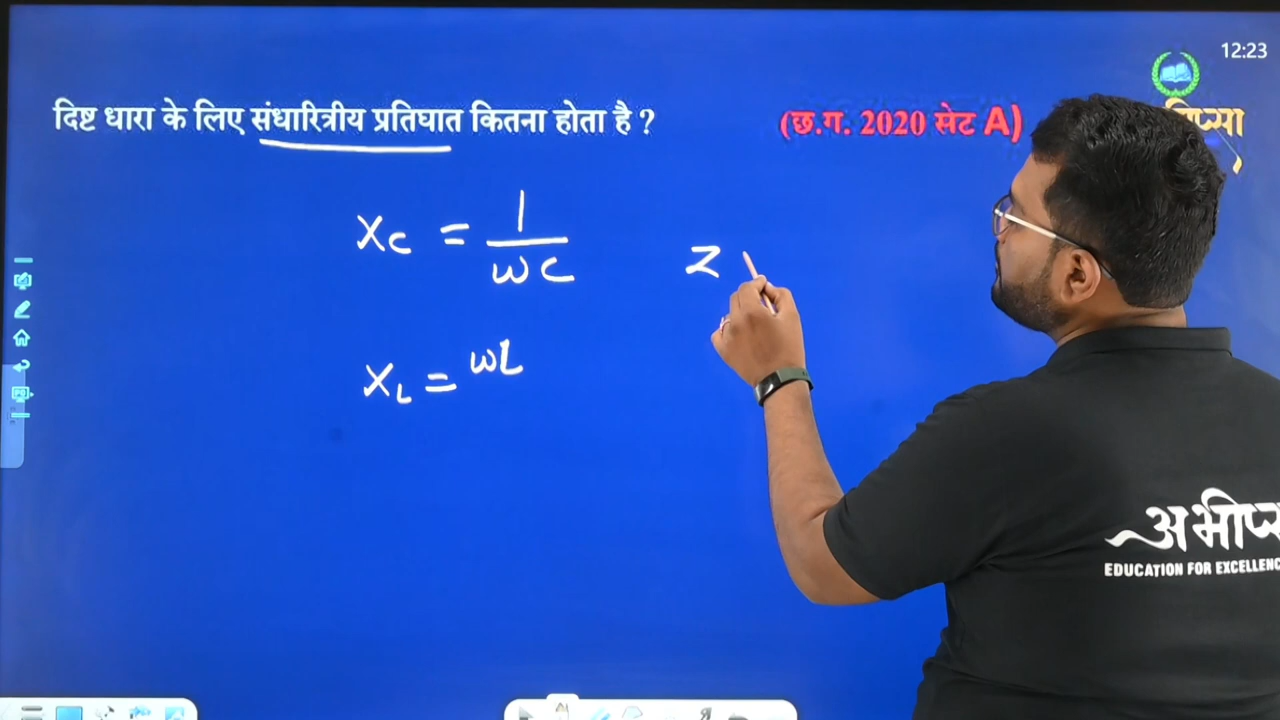 12:23
दिष्ट धारा के लिए संधारित्रीय प्रतिघात कितना होता है ? (छ.ग. 2020 सेट A)
Xc = 1/ωC
Z
XL = ωL
अभीप्स
EDUCATION FOR EXCELLENC